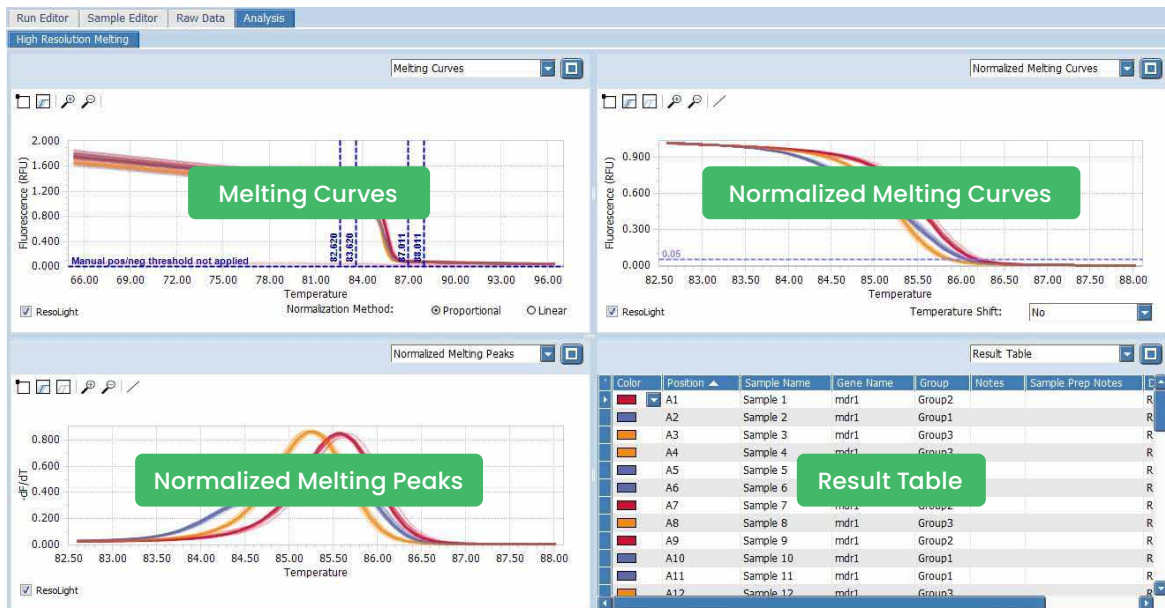 Run Editor Sample Editor Raw Data Analysis
High Resolution Melting
Melting Curves
2.000
1.600
1.200
0.800
0.400
0.000
Fluorescence (RFU)
Melting Curves
82.620
83.620
87.011
88.011
Manual pos/neg threshold not applied
66.00 69.00 72.00 75.00 78.00 81.00 84.00 87.00 90.00 93.00 96.00
Temperature
ResoLight Normalization Method: Proportional Linear
Normalized Melting Curves
0.900
0.600
0.300
0.000
Fluorescence (RFU)
Normalized Melting Curves
0.05
82.50 83.00 83.50 84.00 84.50 85.00 85.50 86.00 86.50 87.00 87.50 88.00
Temperature
ResoLight Temperature Shift: No
Normalized Melting Peaks
0.800
0.600
0.400
0.200
0.000
-dF/dT
Normalized Melting Peaks
82.50 83.00 83.50 84.00 84.50 85.00 85.50 86.00 86.50 87.00 87.50 88.00
Temperature
ResoLight
Result Table
Color Position Sample Name Gene Name Group Notes Sample Prep Notes
A1 Sample 1 mdr1 Group2 R
A2 Sample 2 mdr1 Group1 R
A3 Sample 3 mdr1 Group3 R
A4 Sample 4 mdr1 Group3 R
A5 Sample 5 R
A6 Sample 6 R
Result Table
A7 Sample 7 R
A8 Sample 8 mdr1 Group3 R
A9 Sample 9 mdr1 Group2 R
A10 Sample 10 mdr1 Group1 R
A11 Sample 11 mdr1 Group1 R
A12 Sample 12 mdr1 Group3 R